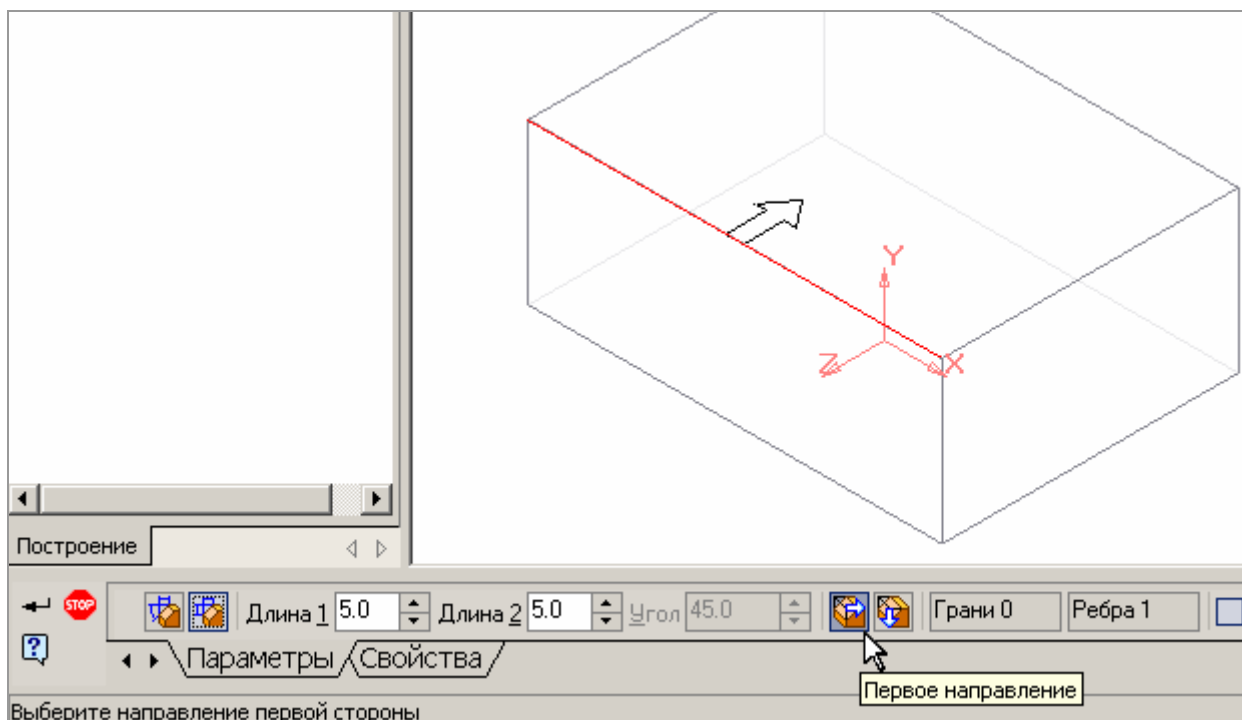 Y
Z X
Построение
STOP Длина 1 5.0 Длина 2 5.0 Угол 45.0 Грани 0 Ребра 1
?
Параметры Свойства
Первое направление
Выберите направление первой стороны